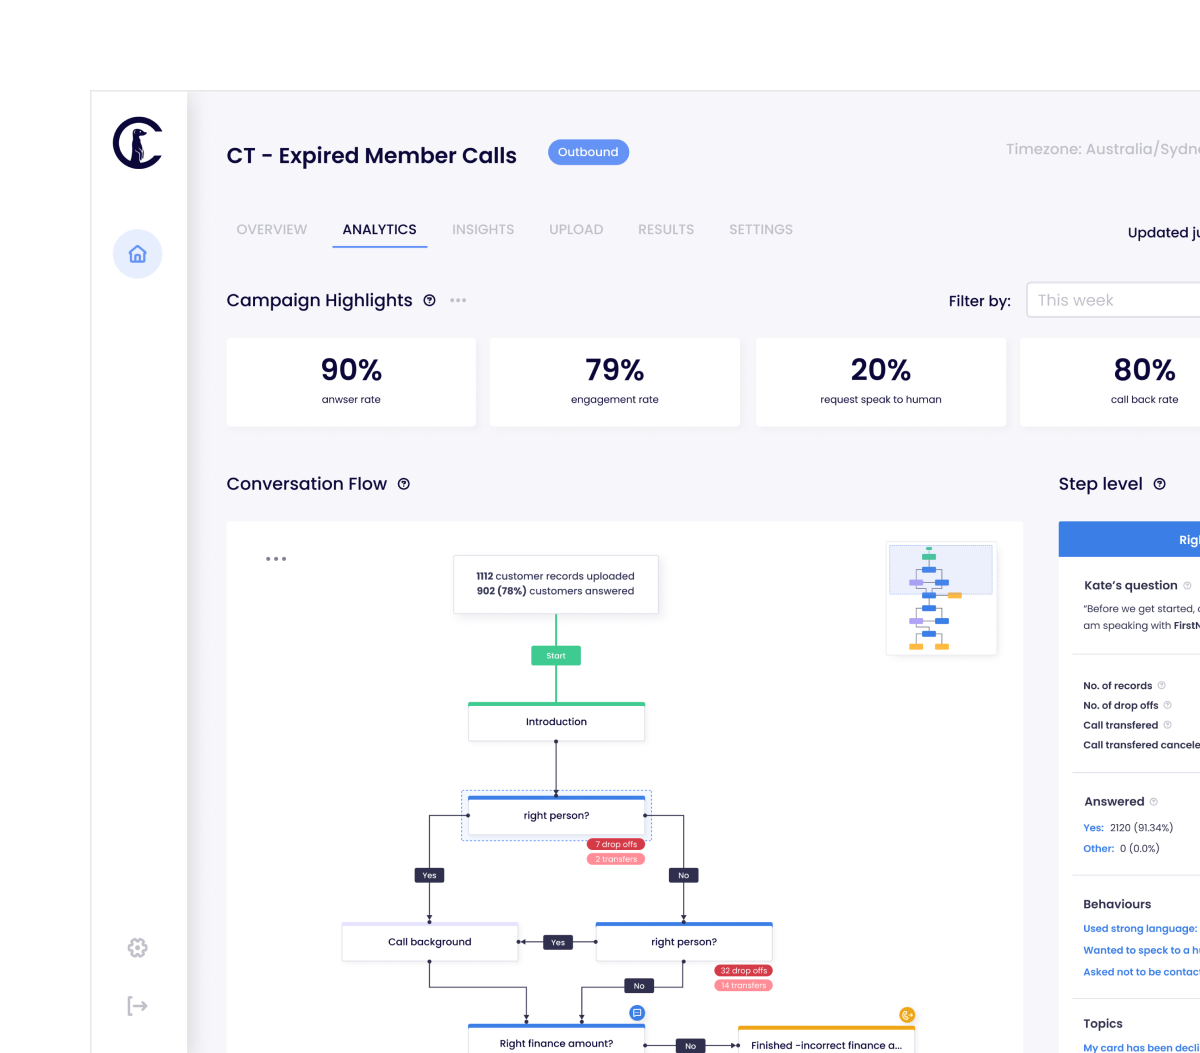 CT - Expired Member Calls
Outbound
Timezone: Australia/Sydne
OVERVIEW ANALYTICS INSIGHTS UPLOAD RESULTS SETTINGS
Updated ju
Campaign Highlights
Filter by:
This week
90%
anwser rate
79%
engagement rate
20%
request speak to human
80%
call back rate
Conversation Flow
1112 customer records uploaded
902 (78%) customers answered
Start
Introduction
right person?
7 drop offs
2 transfers
Yes
No
Call background
Yes
right person?
32 drop offs
14 transfers
No
Right finance amount?
No
Finished -incorrect finance a...
Step level
Righ
Kate's question
"Before we get started, 
am speaking with FirstN
No. of records
No. of drop offs
Call transfered
Call transfered cancele
Answered
Yes: 2120 (91.34%)
Other: 0 (0.0%)
Behaviours
Used strong language:
Wanted to speck to a hu
Asked not to be contact
Topics
My card has been decli